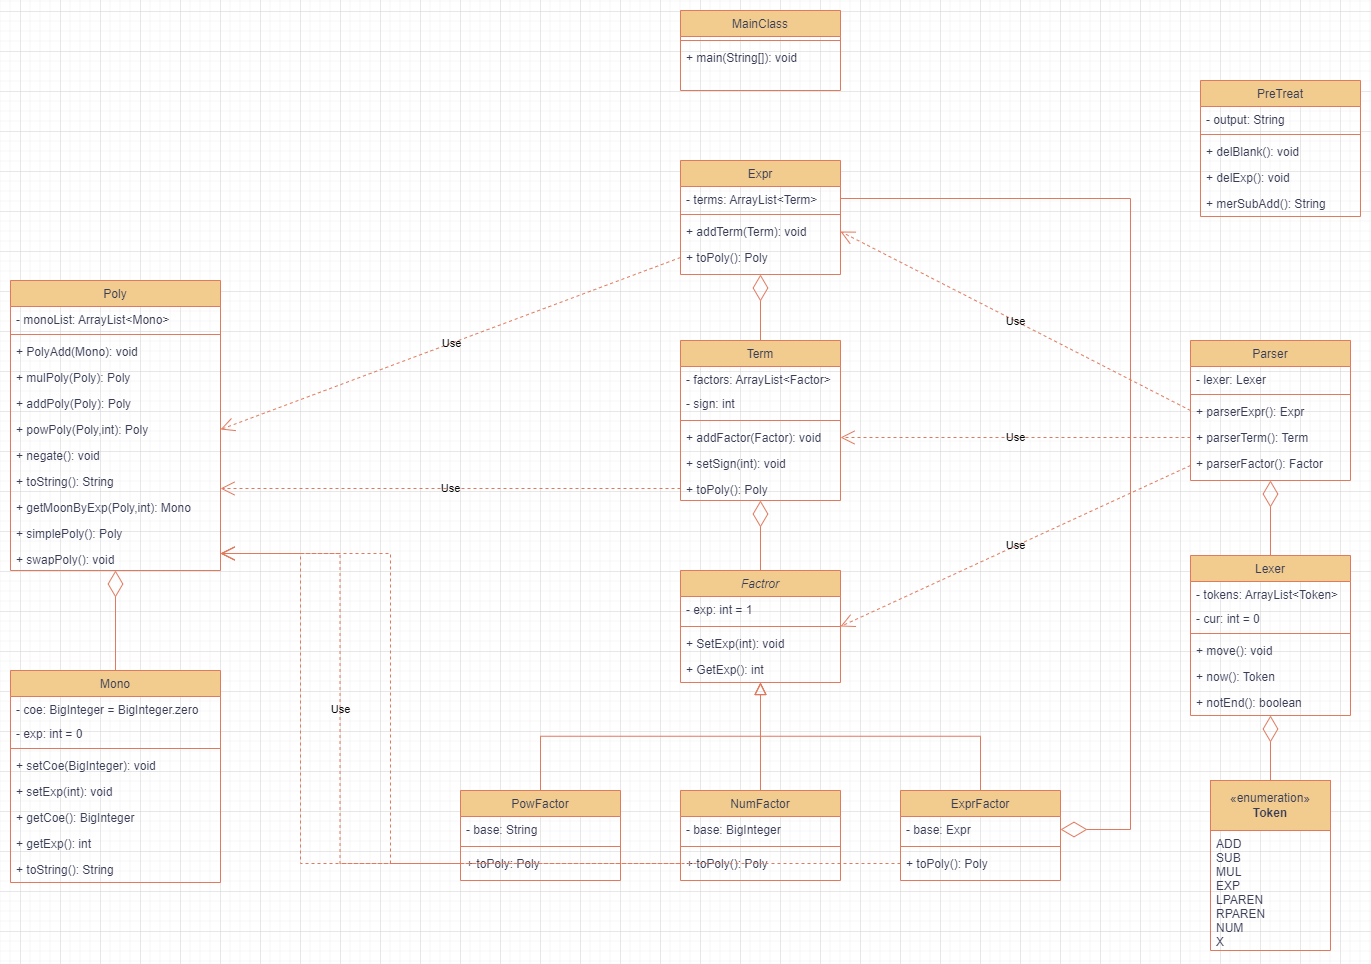 MainClass
+ main(String[]): void
PreTreat
- output: String
+ delBlank(): void
+ delExp(): void
+ merSubAdd(): String
Expr
- terms: ArrayList<Term>
+ addTerm(Term): void
+ toPoly(): Poly
Poly
- monoList: ArrayList<Mono>
+ PolyAdd(Mono): void
+ mulPoly(Poly): Poly
+ addPoly(Poly): Poly
+ powPoly(Poly,int): Poly
+ negate(): void
+ toString(): String
+ getMoonByExp(Poly,int): Mono
+ simplePoly(): Poly
+ swapPoly(): void
Use
Use
Term
- factors: ArrayList<Factor>
- sign: int
+ addFactor(Factor): void
+ setSign(int): void
+ toPoly(): Poly
Use
Use
Use
Parser
- lexer: Lexer
+ parserExpr(): Expr
+ parserTerm(): Term
+ parserFactor(): Factor
Factror
- exp: int = 1
+ SetExp(int): void
+ GetExp(): int
Lexer
- tokens: ArrayList<Token>
- cur: int = 0
+ move(): void
+ now(): Token
+ notEnd(): boolean
Mono
- coe: BigInteger = BigInteger.zero
- exp: int = 0
+ setCoe(BigInteger): void
+ setExp(int): void
+ getCoe(): BigInteger
+ getExp(): int
+ toString(): String
Use
PowFactor
- base: String
+ toPoly: Poly
NumFactor
- base: BigInteger
+ toPoly(): Poly
ExprFactor
- base: Expr
+ toPoly(): Poly
«enumeration»
Token
ADD
SUB
MUL
EXP
LPAREN
RPAREN
NUM
X